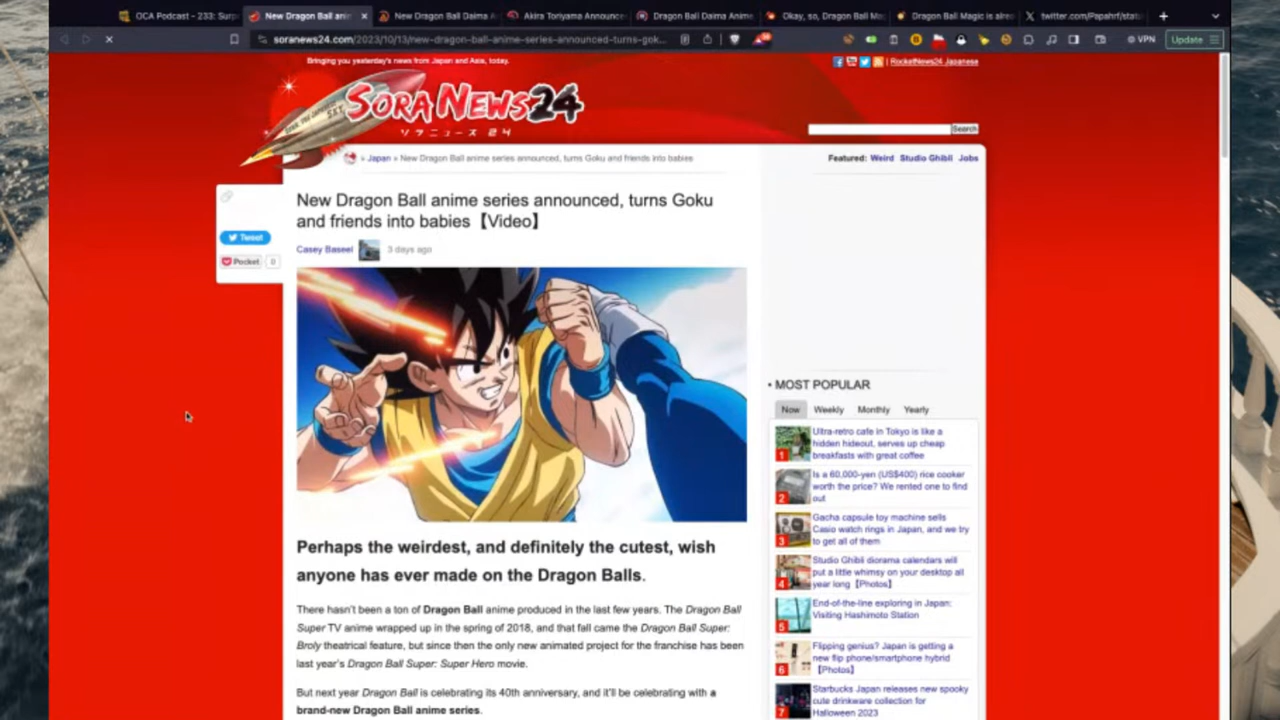 OCA Podcast - 233: Surp
New Dragon Ball ani
New Dragon Ball Daima A
Akira Toriyama Announce
Dragon Ball Daima Anime
Okay, so, Dragon Ball Ma
Dragon Ball Magic is alre
twitter.com/Papahrf/statu
soranews24.com/2023/10/13/new-dragon-ball-anime-series-announced-turns-gok...
VPN
Update
Bringing you yesterday's news from Japan and Asia, today.
RocketNews24 Japanese
SORA NEWS24
ソラニュース 24
Search
» Japan » New Dragon Ball anime series announced, turns Goku and friends into babies
Featured: Weird Studio Ghibli Jobs
New Dragon Ball anime series announced, turns Goku
and friends into babies【Video】
Tweet
Casey Baseel
3 days ago
Pocket
0
Perhaps the weirdest, and definitely the cutest, wish
anyone has ever made on the Dragon Balls.
There hasn't been a ton of Dragon Ball anime produced in the last few years. The Dragon Ball
Super TV anime wrapped up in the spring of 2018, and that fall came the Dragon Ball Super:
Broly theatrical feature, but since then the only new animated project for the franchise has been
last year's Dragon Ball Super: Super Hero movie.
But next year Dragon Ball is celebrating its 40th anniversary, and it'll be celebrating with a
brand-new Dragon Ball anime series.
• MOST POPULAR
Now Weekly Monthly Yearly
1
Ultra-retro cafe in Tokyo is like a
hidden hideout, serves up cheap
breakfasts with great coffee
2
Is a 60,000-yen (US$400) rice cooker
worth the price? We rented one to find
out
3
Gacha capsule toy machine sells
Casio watch rings in Japan, and we try
to get all of them
4
Studio Ghibli diorama calendars will
put a little whimsy on your desktop all
year long【Photos】
5
End-of-the-line exploring in Japan:
Visiting Hashimoto Station
6
Flipping genius? Japan is getting a
new flip phone/smartphone hybrid
【Photos】
7
Starbucks Japan releases new spooky
cute drinkware collection for
Halloween 2023